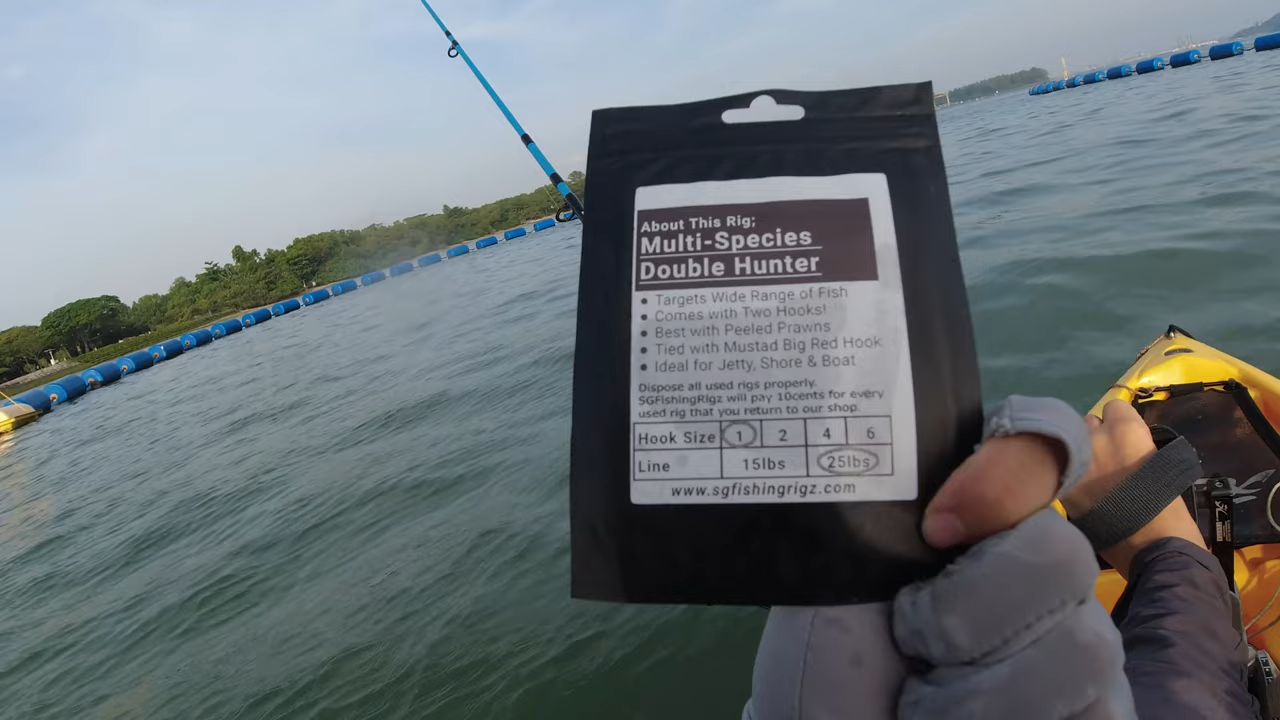 About This Rig;
Multi-Species
Double Hunter
• Targets Wide Range of Fish
• Comes with Two Hooks!
• Best with Peeled Prawns
• Tied with Mustad Big Red Hook
• Ideal for Jetty, Shore & Boat
Dispose all used rigs properly.
SGFishingRigz will pay 10cents for every
used rig that you return to our shop.
Hook Size 1 2 4 6
Line 15lbs 25lbs
www.sgfishingrigz.com